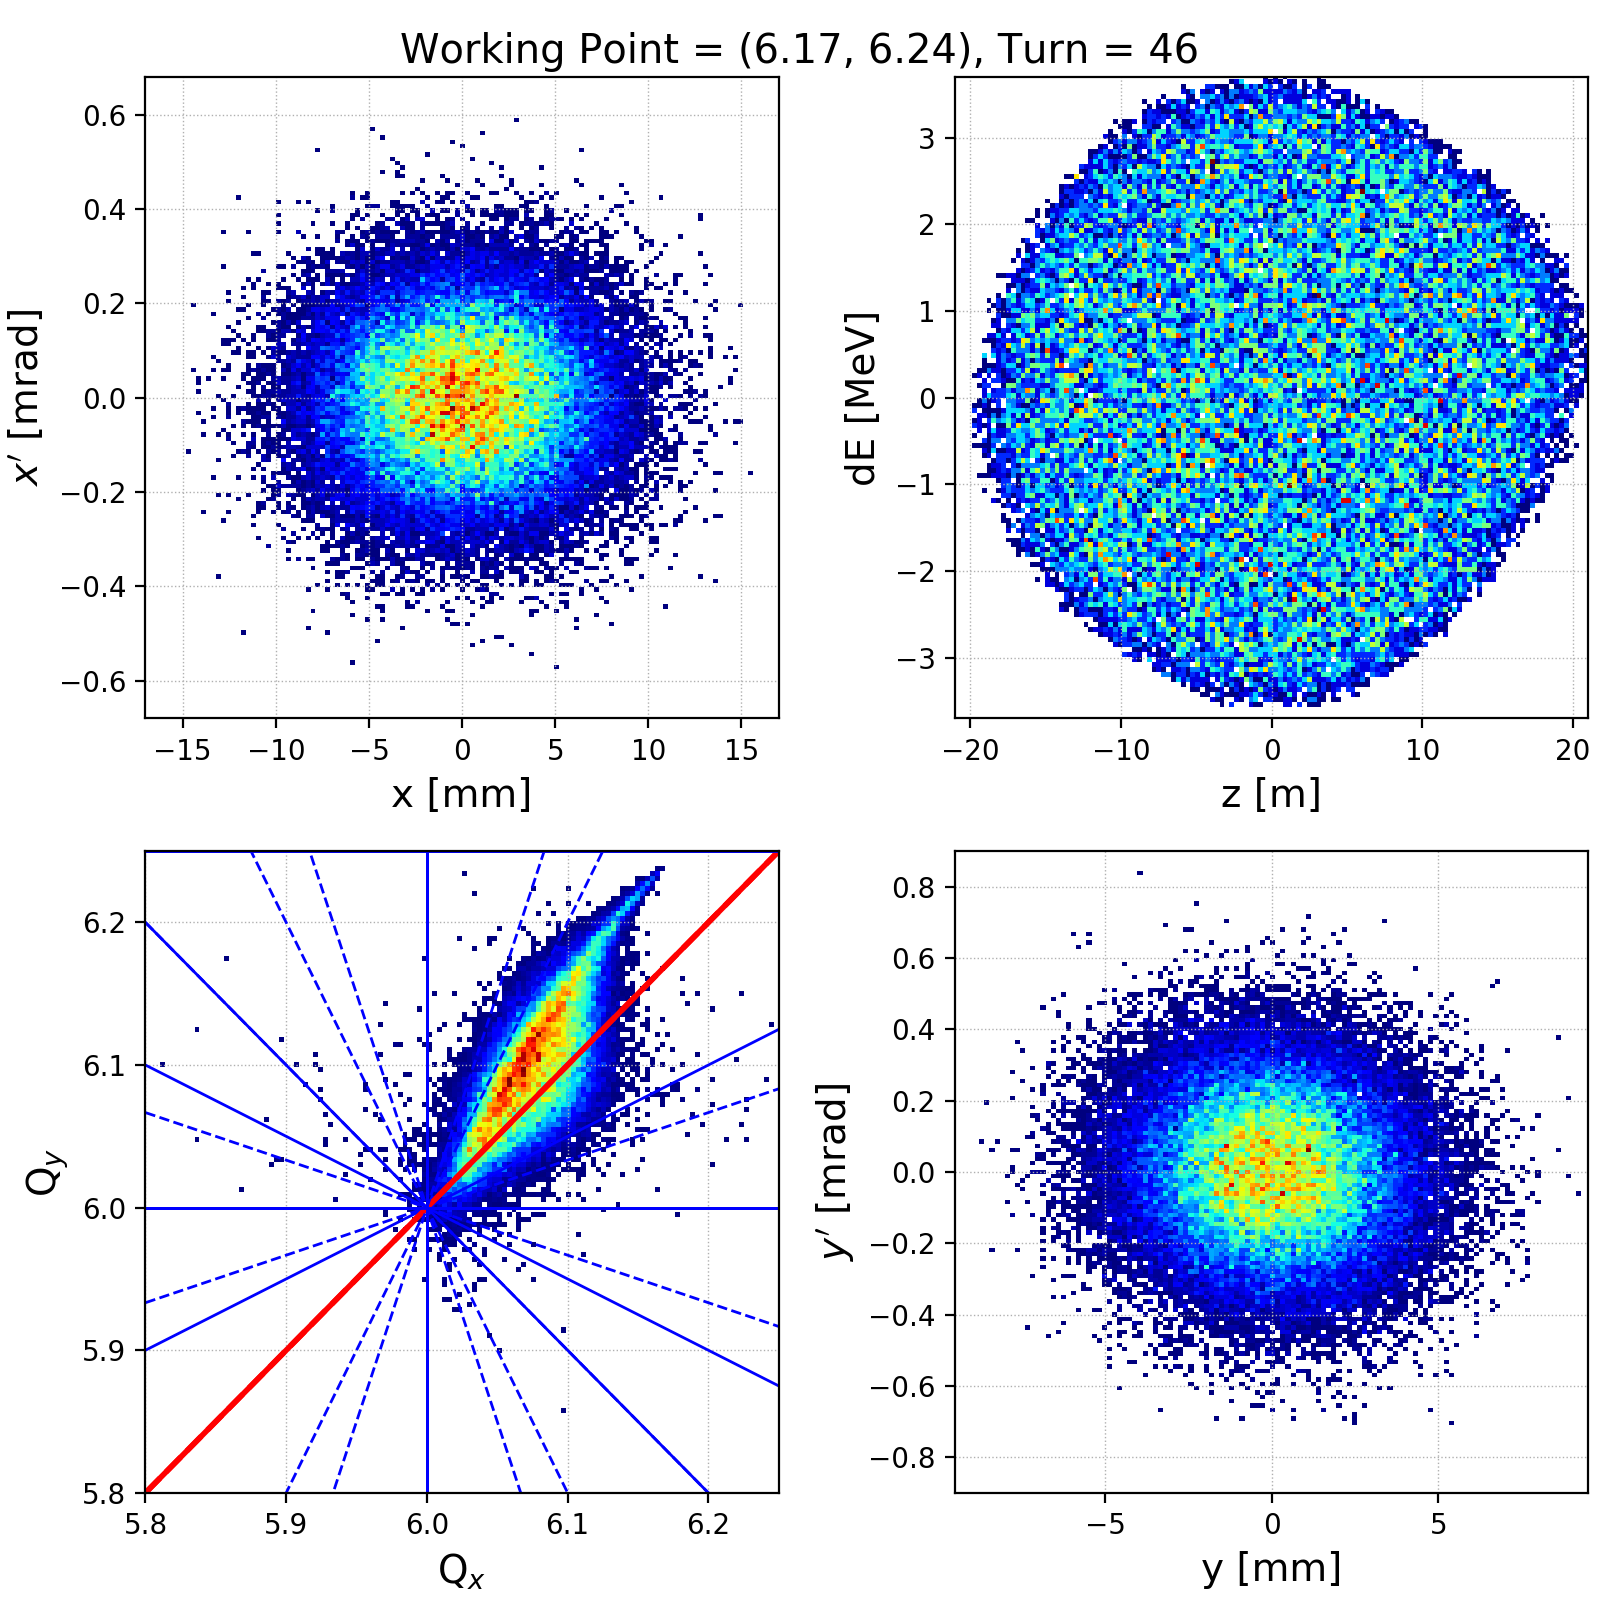 Working Point = (6.17, 6.24), Turn = 46
0.6
0.4
0.2
0.0
−0.2
−0.4
−0.6
x′ [mrad]
−15 −10 −5 0 5 10 15
x [mm]
3
2
1
0
−1
−2
−3
dE [MeV]
−20 −10 0 10 20
z [m]
6.2
6.1
6.0
5.9
5.8
Qy
5.8 5.9 6.0 6.1 6.2
Qx
0.8
0.6
0.4
0.2
0.0
−0.2
−0.4
−0.6
−0.8
y′ [mrad]
−5 0 5
y [mm]